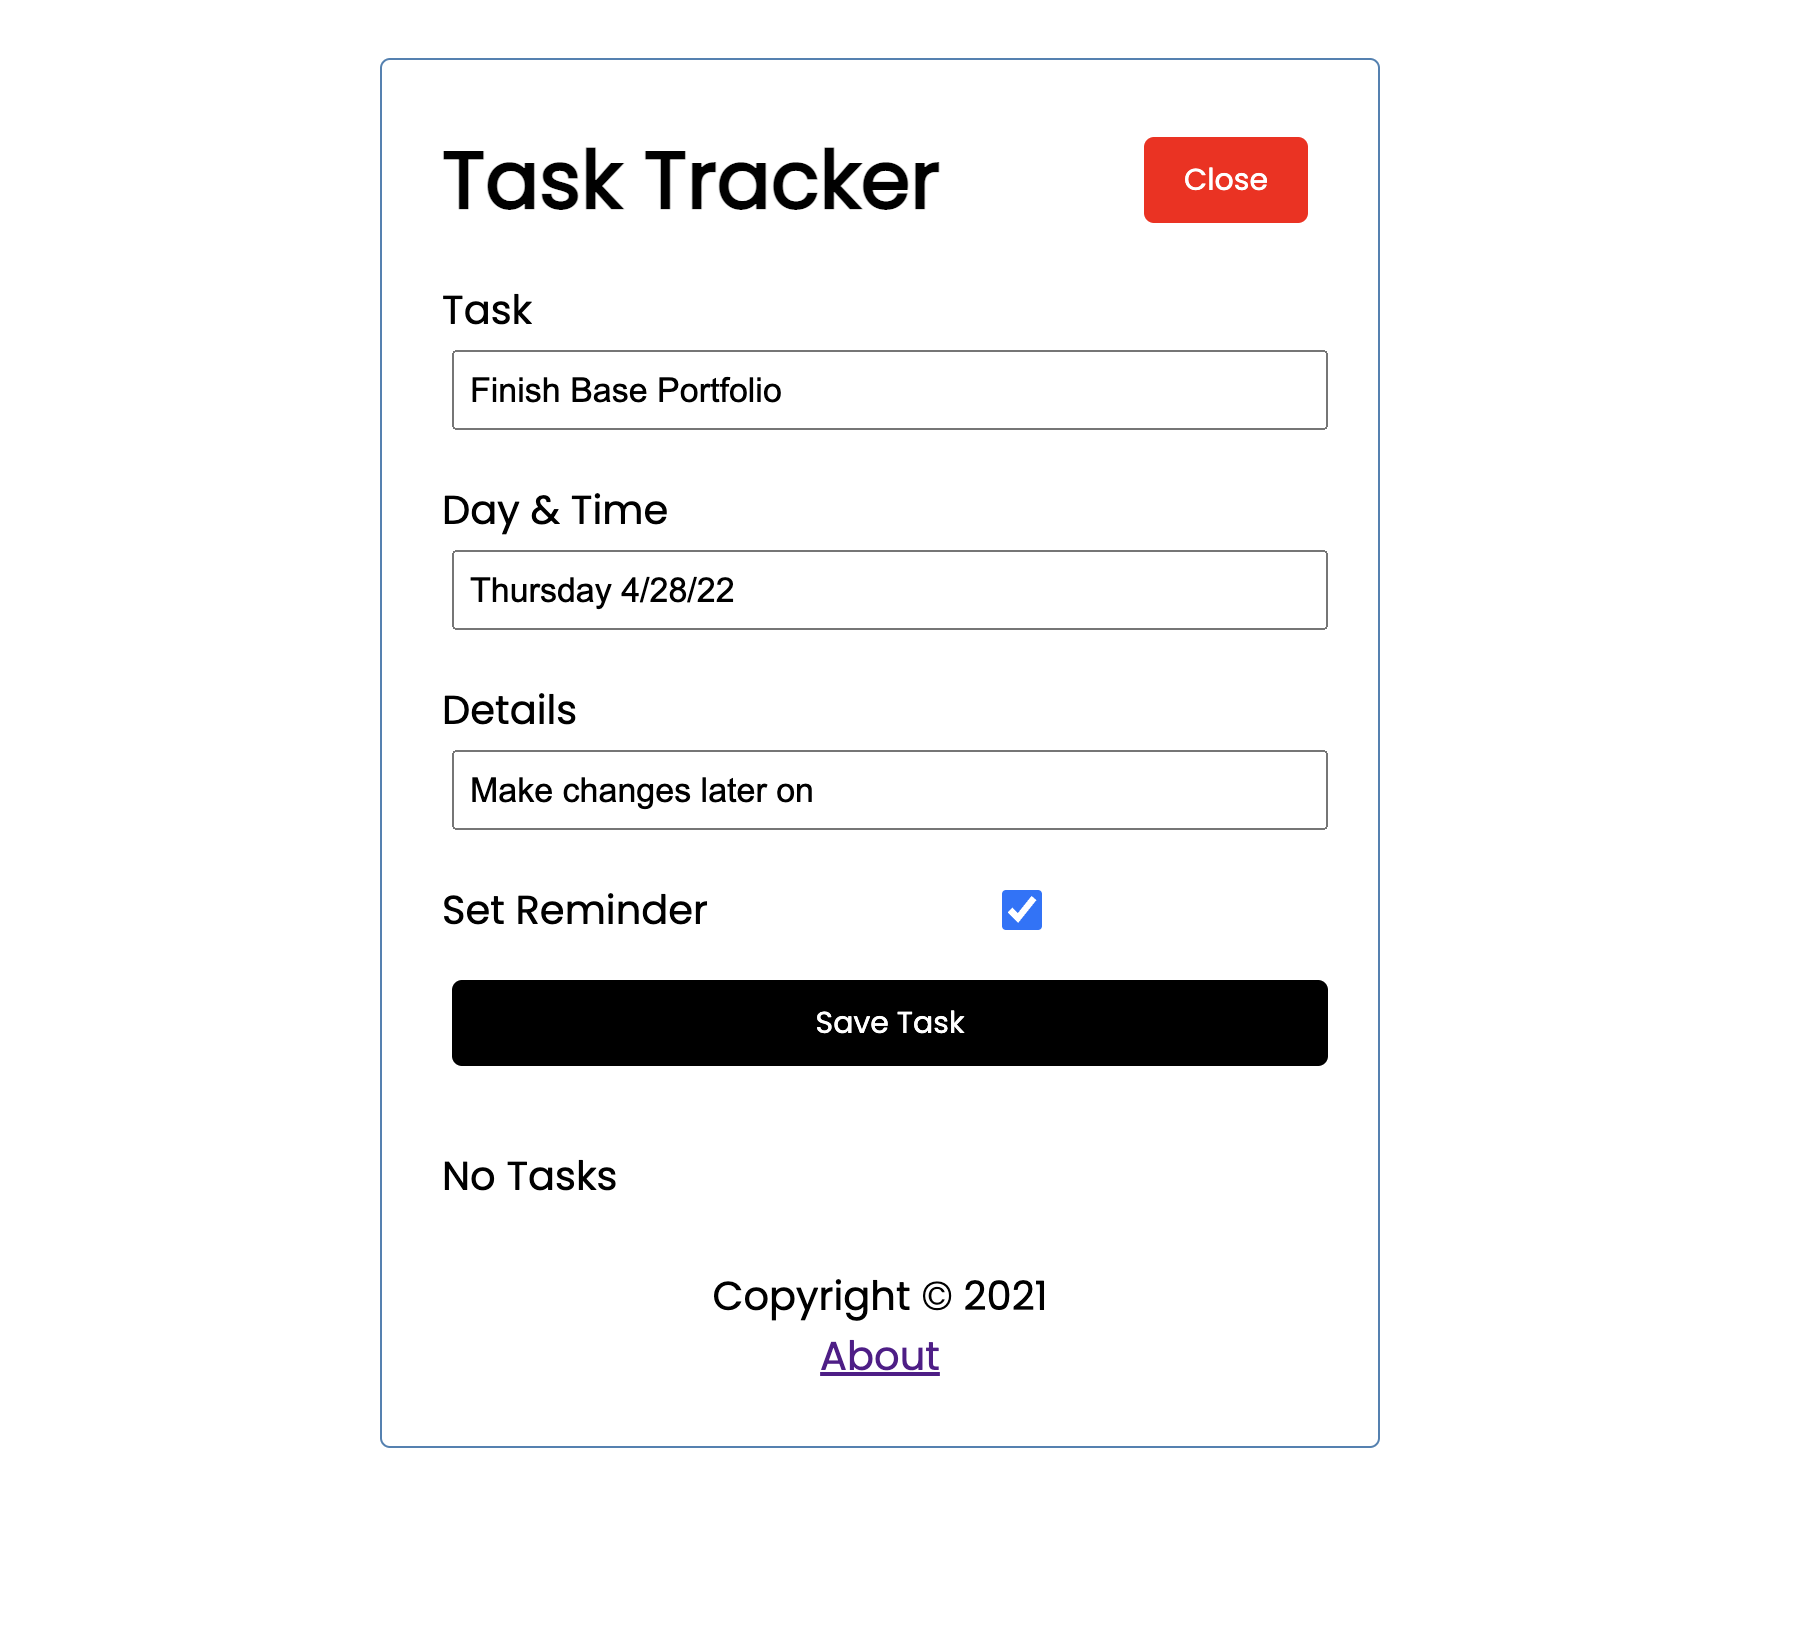 Task Tracker
Close
Task
Finish Base Portfolio
Day & Time
Thursday 4/28/22
Details
Make changes later on
Set Reminder
Save Task
No Tasks
Copyright © 2021
About